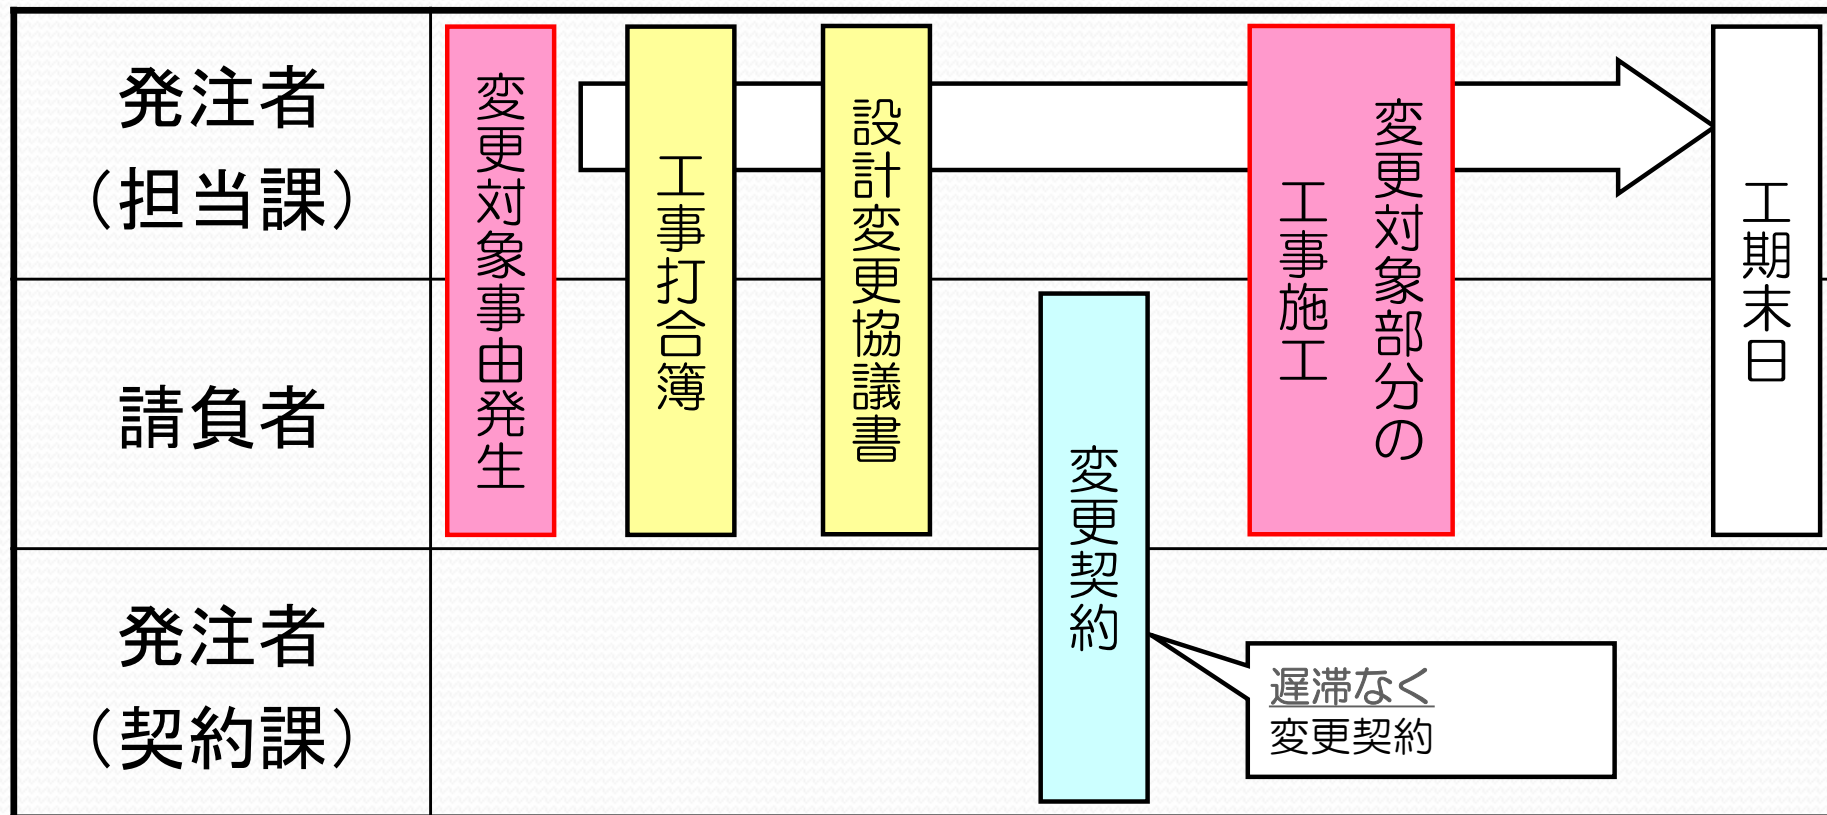 発注者
（担当課）
請負者
発注者
（契約課）
変更対象事由発生
工事打合簿
設計変更協議書
変更契約
変更対象部分の
工事施工
工期末日
遅滞なく
変更契約